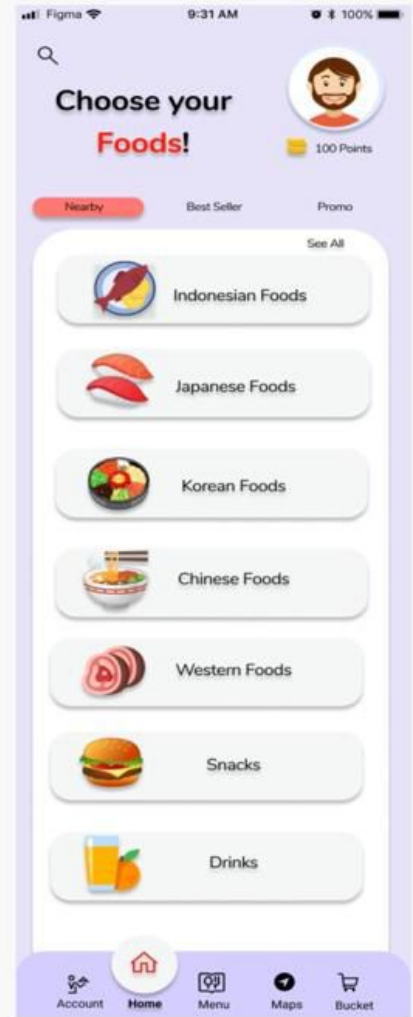 Figma 9:31 AM 100%
Choose your
Foods!
100 Points
Nearby Best Seller Promo
See All
Indonesian Foods
Japanese Foods
Korean Foods
Chinese Foods
Western Foods
Snacks
Drinks
Account Home Menu Maps Bucket